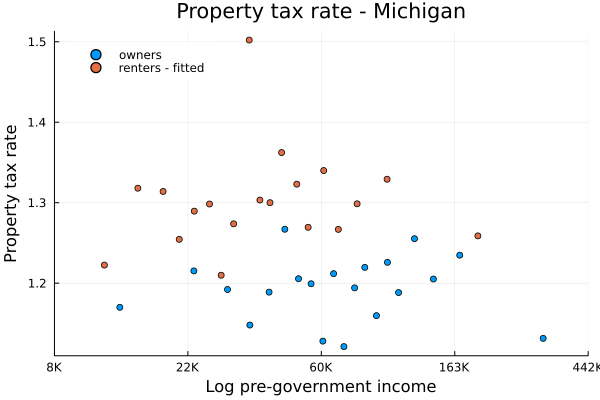 Property tax rate - Michigan
owners
renters - fitted
Property tax rate
1.5
1.4
1.3
1.2
8K
22K
60K
163K
442K
Log pre-government income